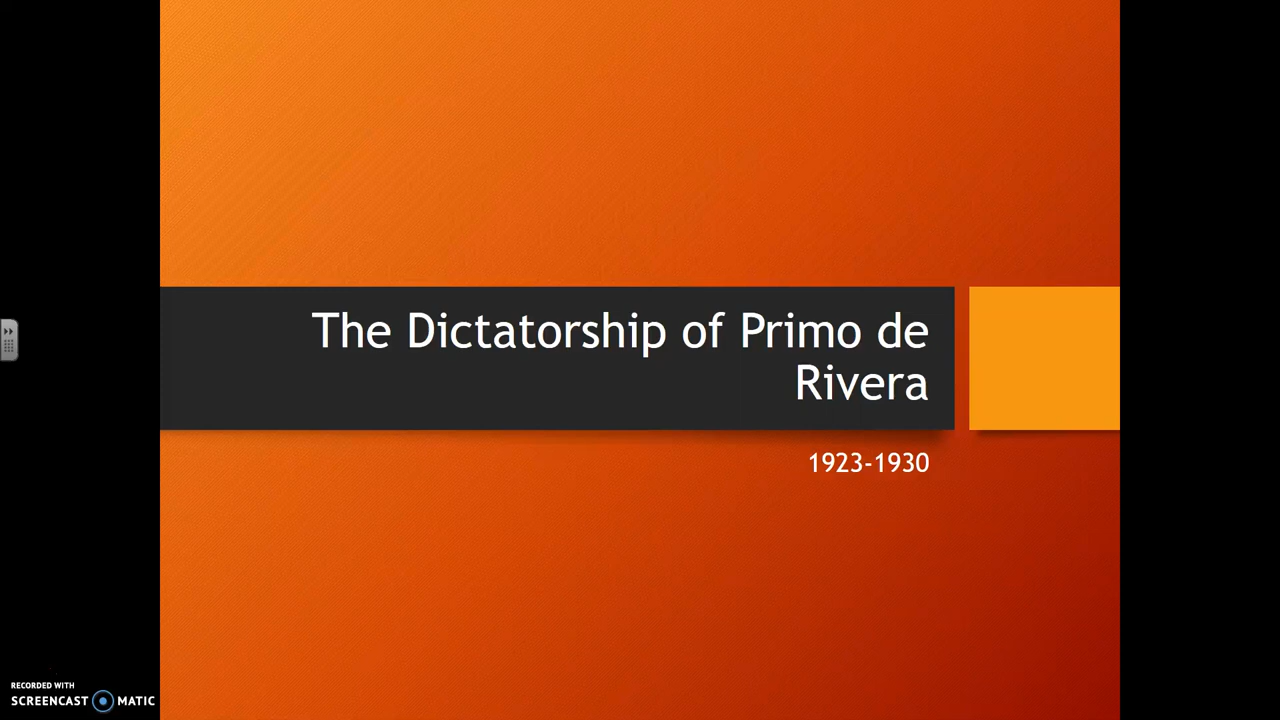 The Dictatorship of Primo de
Rivera
1923-1930
RECORDED WITH
SCREENCAST MATIC